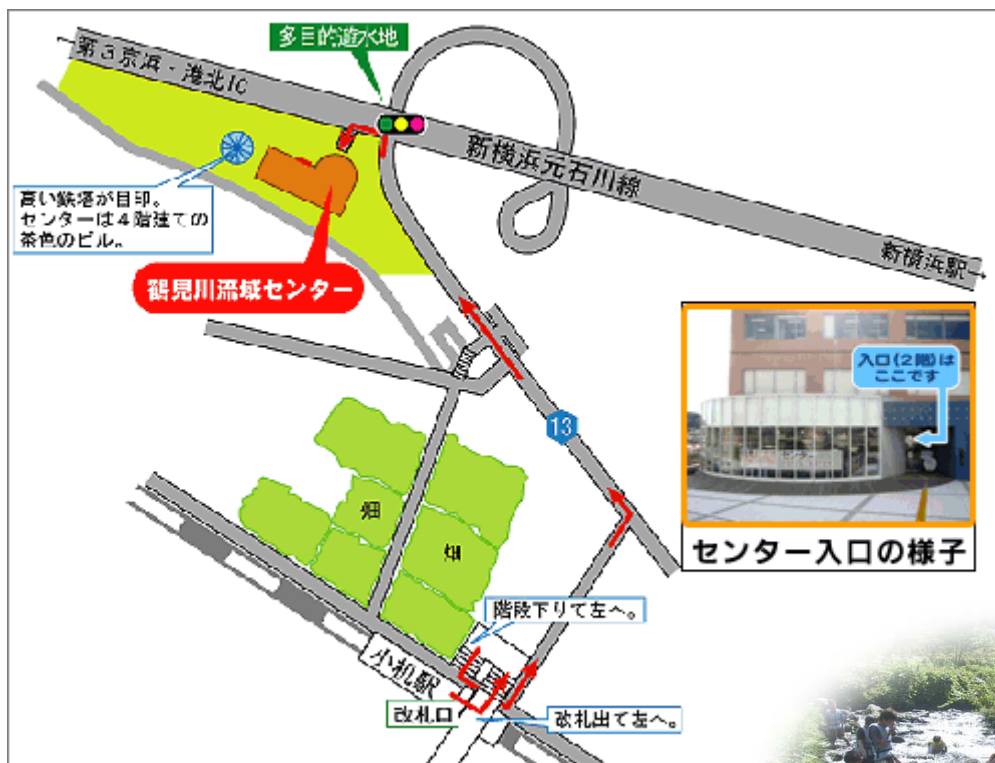 多目的遊水地
第3京浜・港北IC
新横浜元石川線
新横浜駅
高い鉄塔が目印。
センターは4階建ての
茶色のビル。
鶴見川流域センター
入口(2階)は
ここです
13
畑
畑
センター入口の様子
階段下りて左へ。
小机駅
改札口
改札出て左へ。